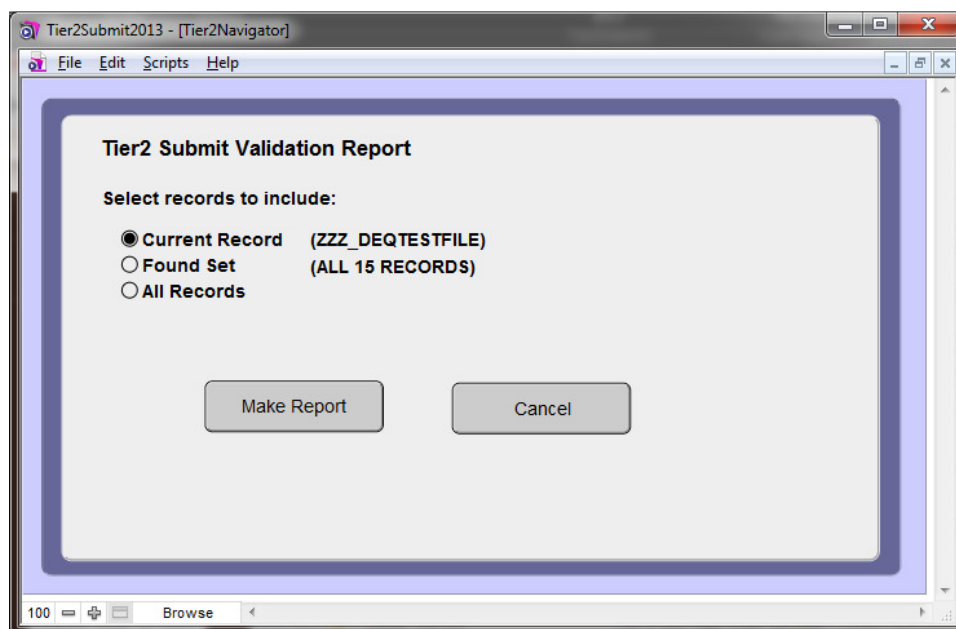 Tier2Submit2013 - [Tier2Navigator]
File Edit Scripts Help
Tier2 Submit Validation Report
Select records to include:
Current Record (ZZZ_DEQTESTFILE)
Found Set (ALL 15 RECORDS)
All Records
Make Report Cancel
100 Browse